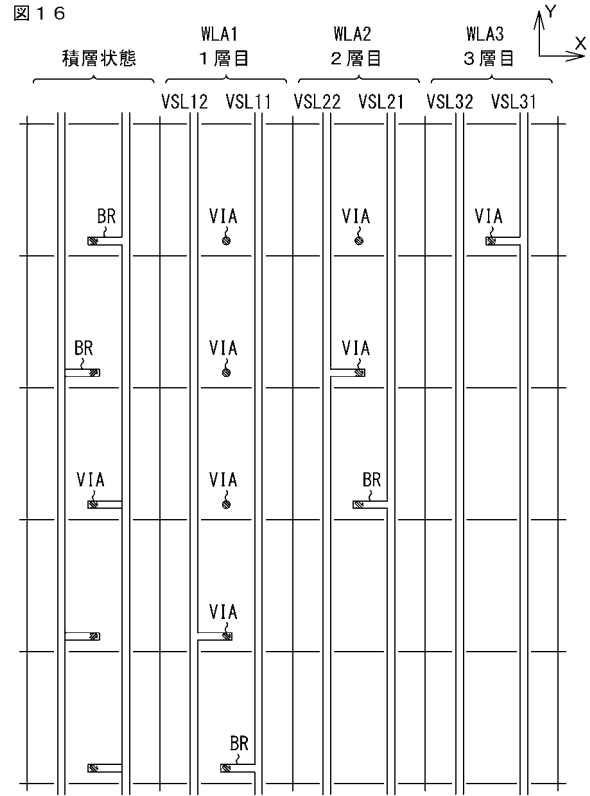 図１６
Y
X
WLA1
WLA2
WLA3
積層状態
１層目
２層目
３層目
VSL12
VSL11
VSL22
VSL21
VSL32
VSL31
BR
VIA
VIA
VIA
BR
VIA
VIA
VIA
VIA
BR
VIA
BR